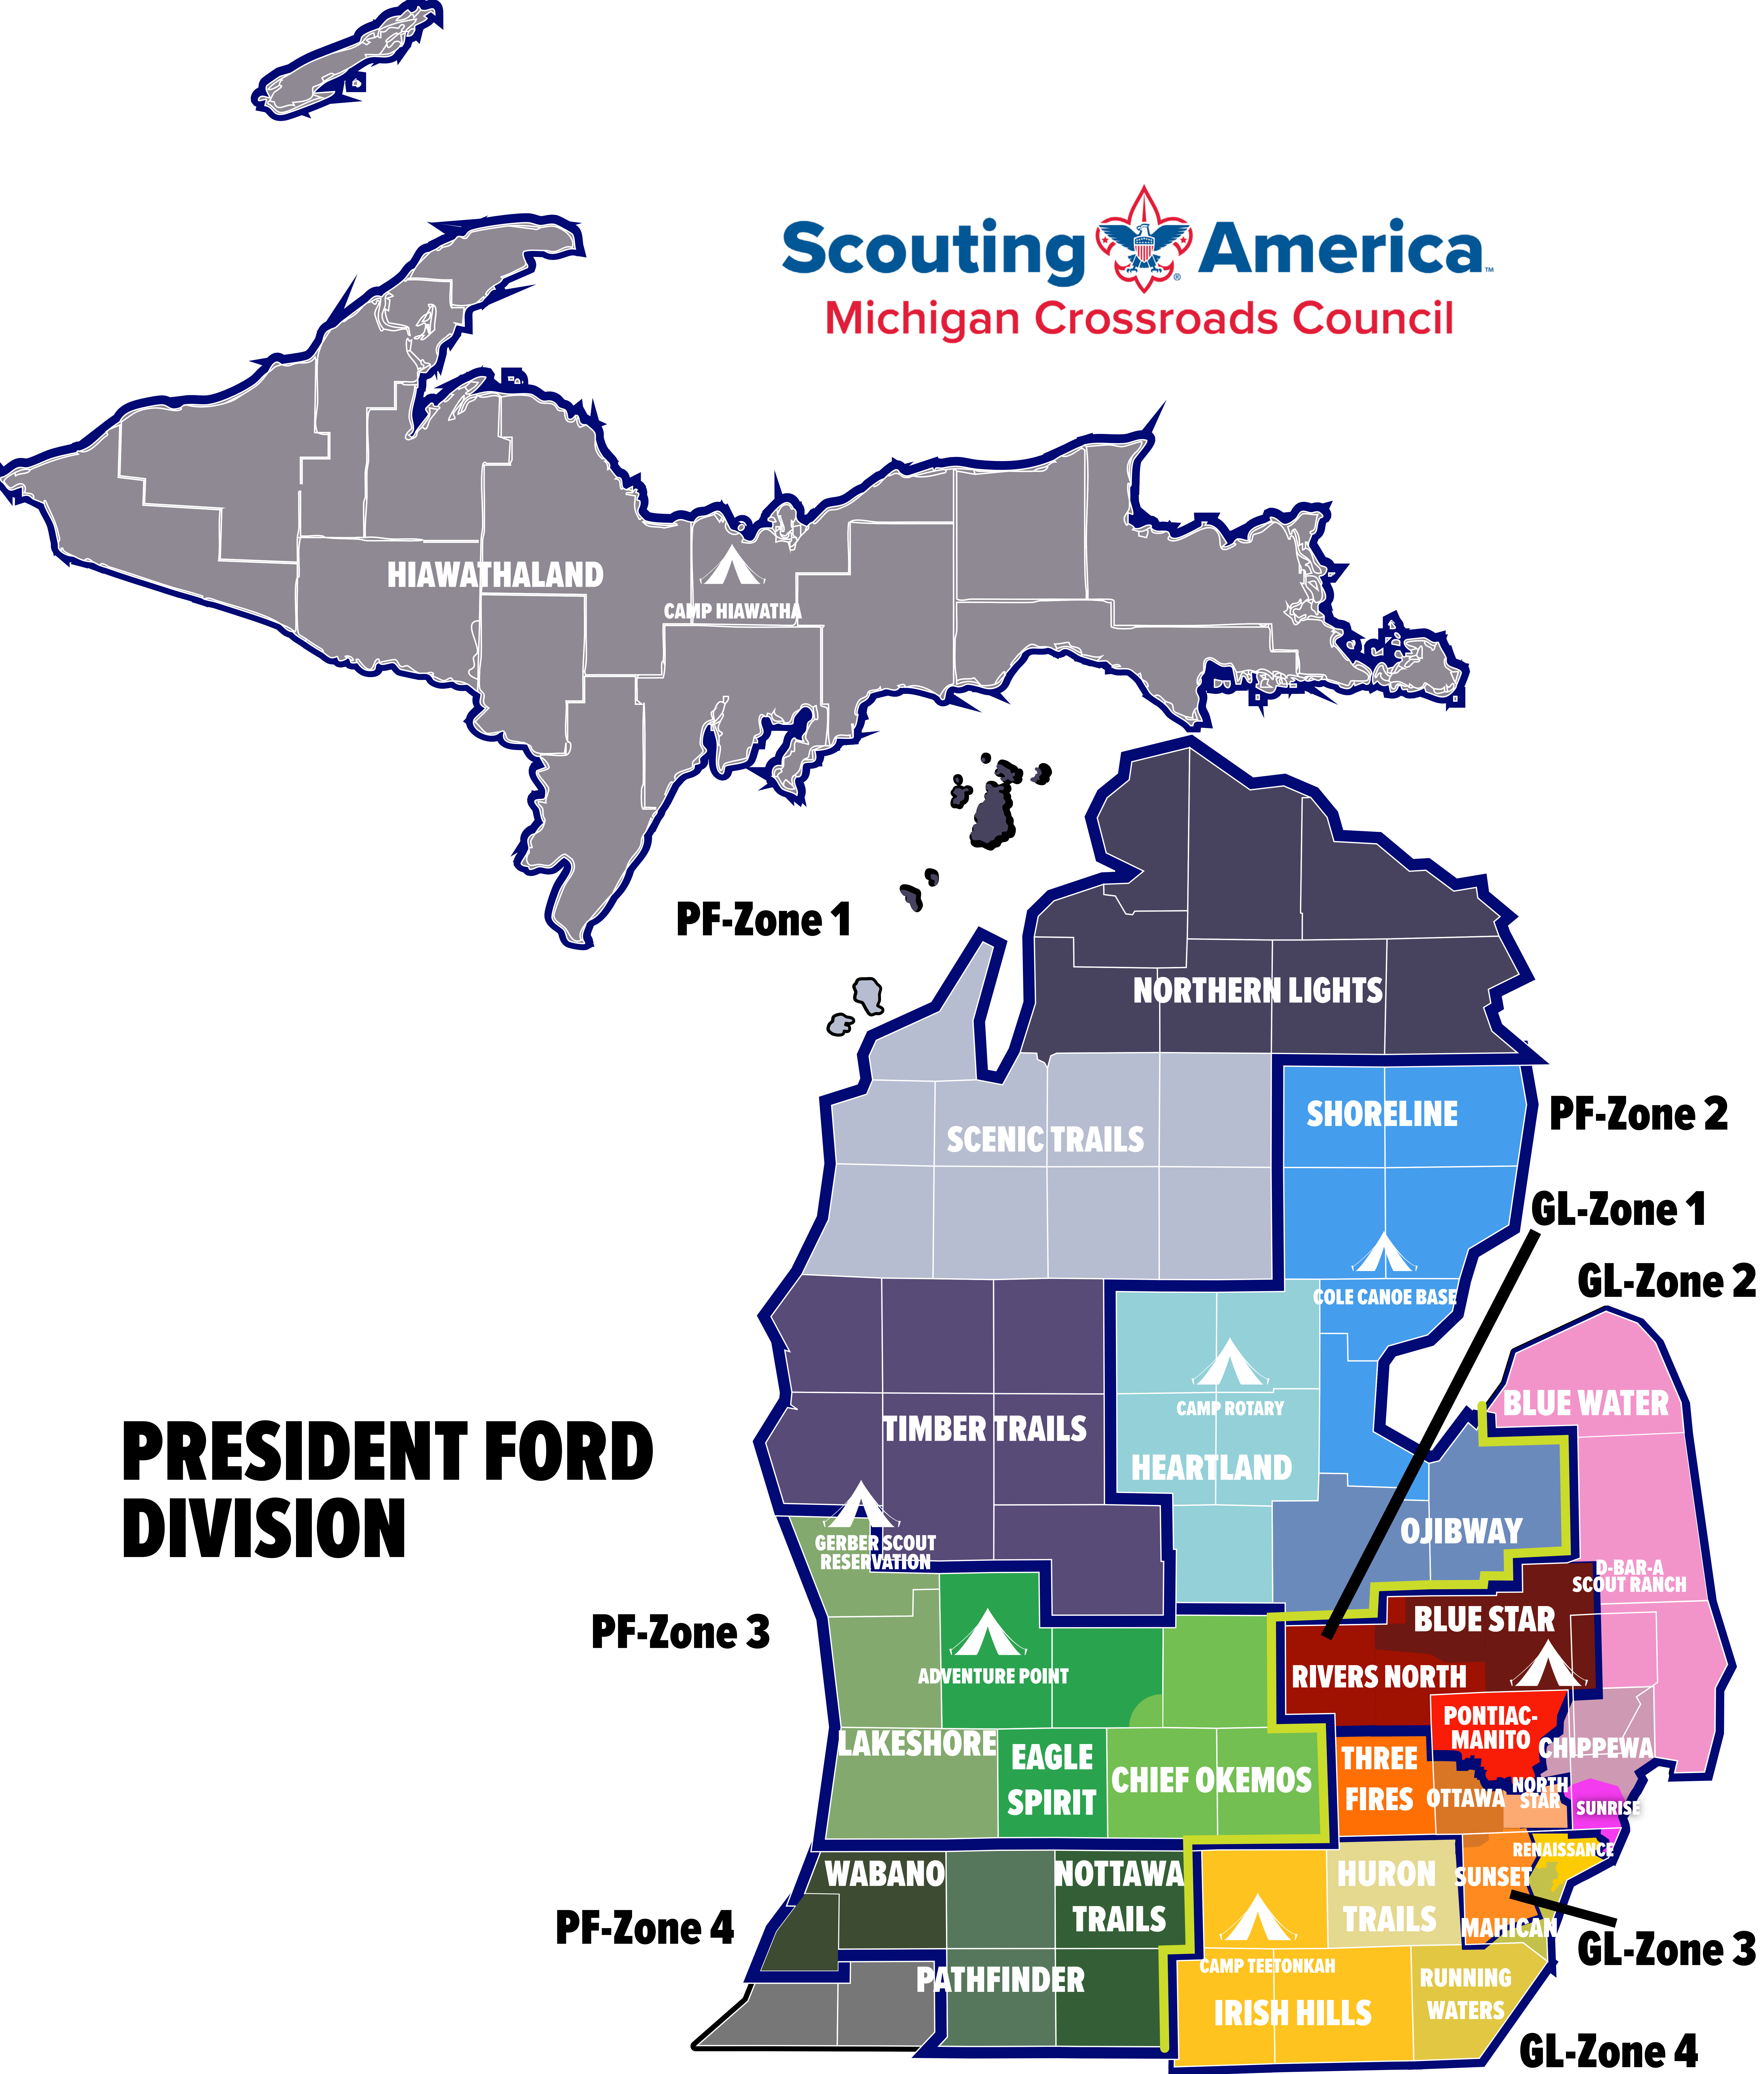 Scouting America™
Michigan Crossroads Council
HIAWATHALAND
CAMP HIAWATHA
PF-Zone 1
NORTHERN LIGHTS
SCENIC TRAILS
SHORELINE
PF-Zone 2
GL-Zone 1
GL-Zone 2
COLE CANOE BASE
BLUE WATER
CAMP ROTARY
PRESIDENT FORD
DIVISION
TIMBER TRAILS
HEARTLAND
OJIBWAY
GERBER SCOUT
RESERVATION
D-BAR-A
SCOUT RANCH
PF-Zone 3
BLUE STAR
ADVENTURE POINT
RIVERS NORTH
PONTIAC-
MANITO
LAKESHORE
CHIPPEWA
EAGLE
SPIRIT
CHIEF OKEMOS
THREE
FIRES
OTTAWA
NORTH
STAR
SUNRISE
RENAISSANCE
WABANO
NOTTAWA
TRAILS
HURON
TRAILS
SUNSET
PF-Zone 4
MAHICAN
GL-Zone 3
CAMP TEETONKAH
PATHFINDER
RUNNING
WATERS
IRISH HILLS
GL-Zone 4